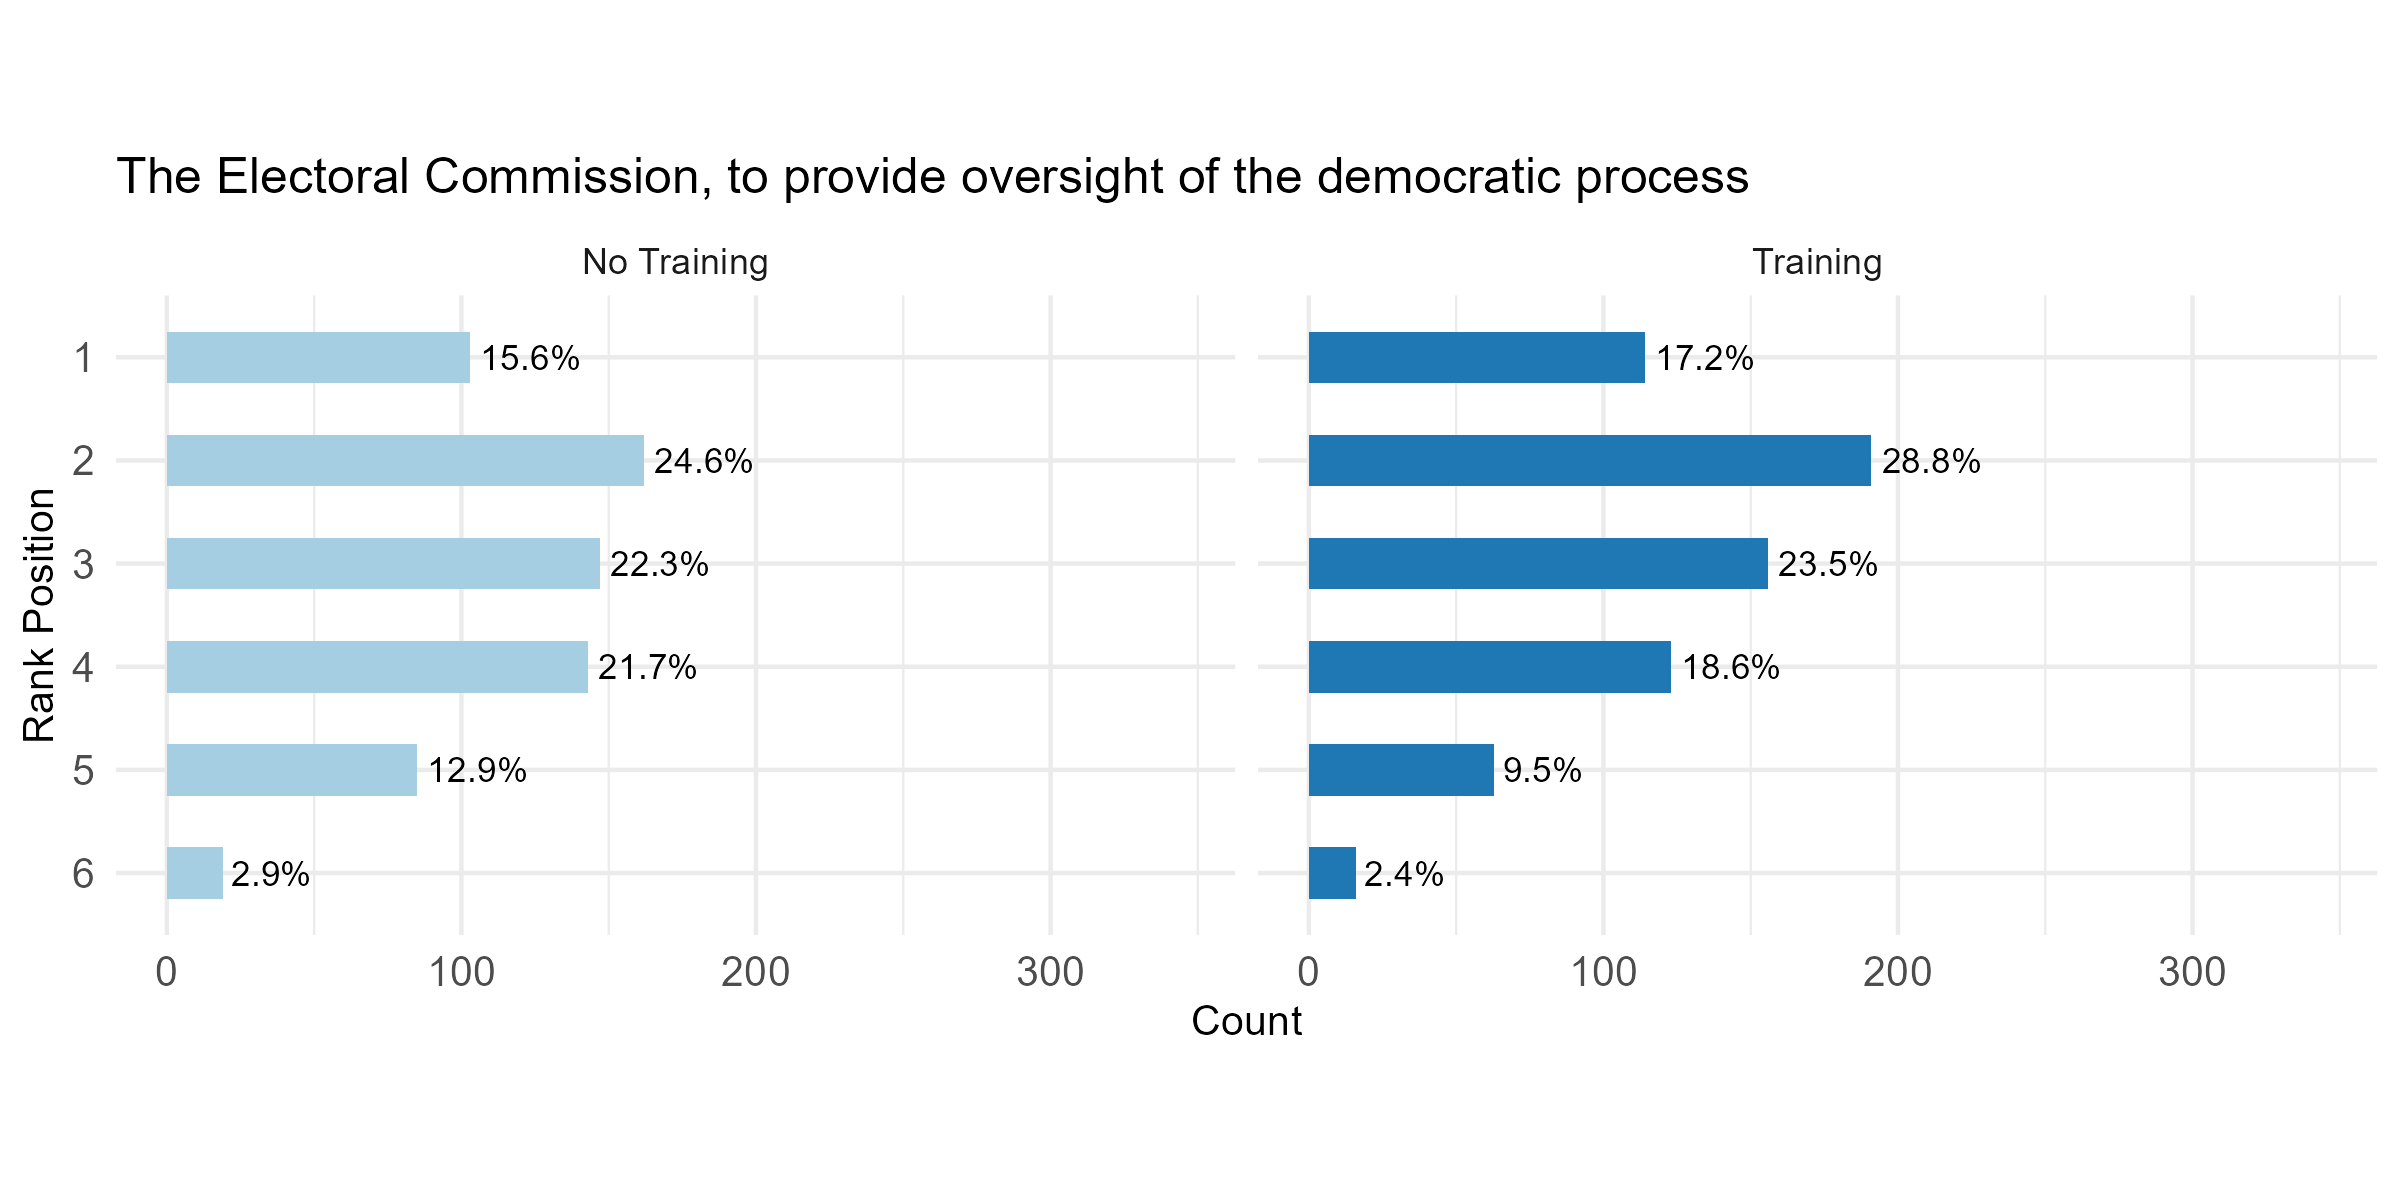 The Electoral Commission, to provide oversight of the democratic process
No Training
Training
Rank Position
1
15.6%
17.2%
2
24.6%
28.8%
3
22.3%
23.5%
4
21.7%
18.6%
5
12.9%
9.5%
6
2.9%
2.4%
0 100 200 300
0 100 200 300
Count